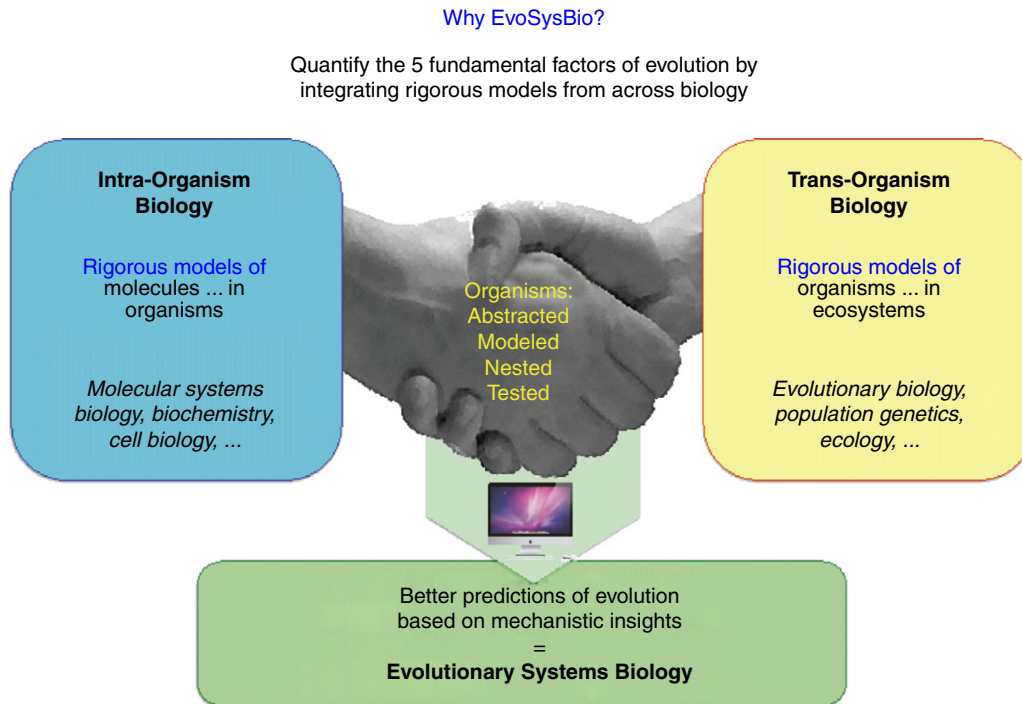 Why EvoSysBio?
Quantify the 5 fundamental factors of evolution by
integrating rigorous models from across biology
Intra-Organism
Biology
Rigorous models of
molecules ... in
organisms
Molecular systems
biology, biochemistry,
cell biology, ...
Organisms:
Abstracted
Modeled
Nested
Tested
Trans-Organism
Biology
Rigorous models of
organisms ... in
ecosystems
Evolutionary biology,
population genetics,
ecology, ...
Better predictions of evolution
based on mechanistic insights
=
Evolutionary Systems Biology